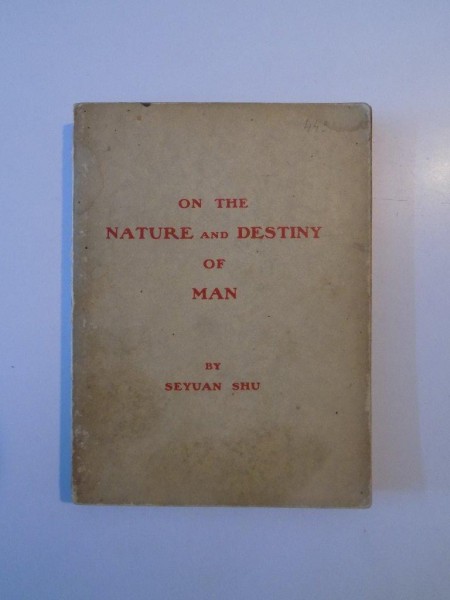 ON THE
NATURE AND DESTINY
OF
MAN
BY
SEYUAN SHU